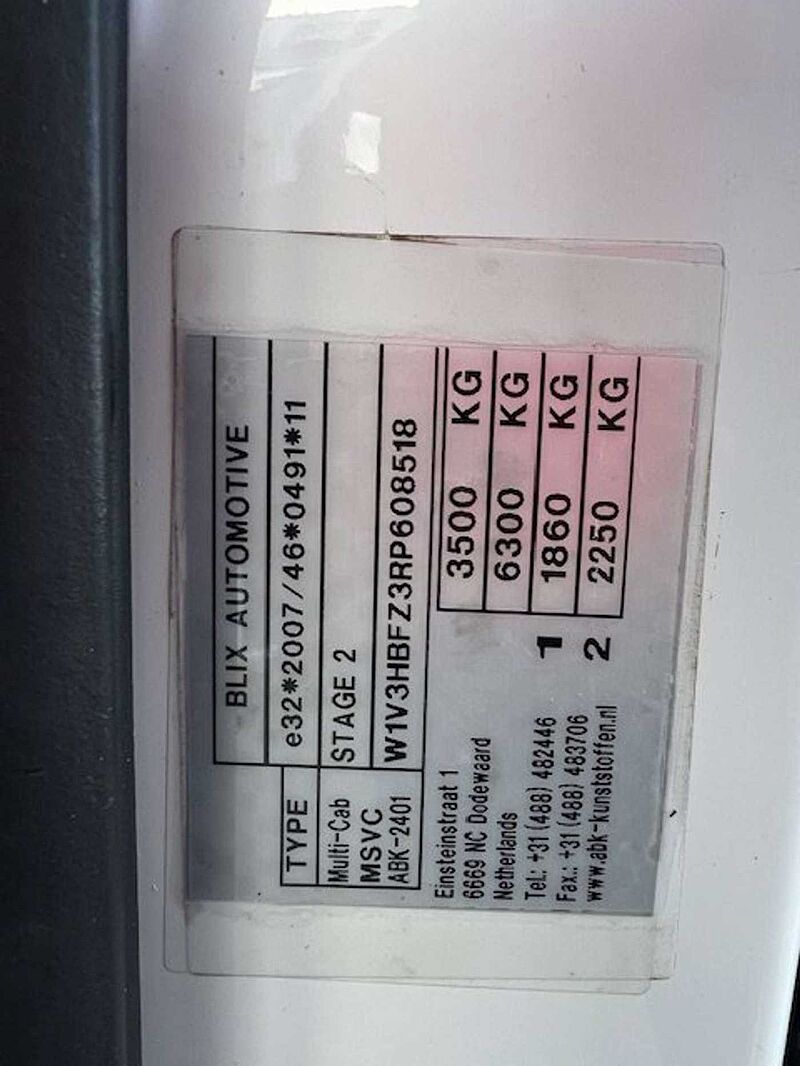 BLIX AUTOMOTIVE
TYPE e32*2007/46*0491*11
Multi-Cab STAGE 2
MSVC
ABK-2401 W1V3HBFZ3RP608518
3500 KG
6300 KG
1 1860 KG
2 2250 KG
Einsteinstraat 1
6669 NC Dodewaard
Netherlands
Tel.: +31 (488) 482446
Fax.: +31 (488) 483706
www.abk-kunststoffen.nl